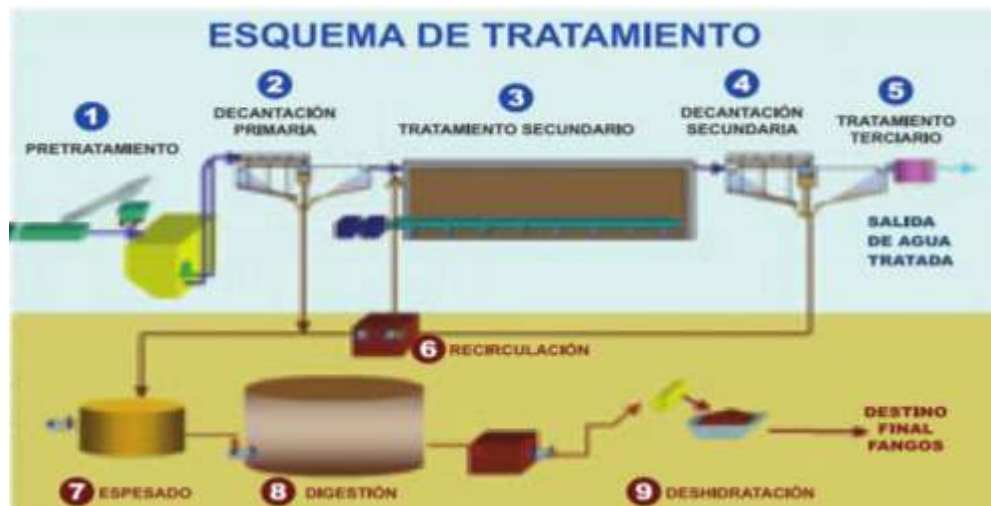 ESQUEMA DE TRATAMIENTO
1
PRETRATAMIENTO
2
DECANTACIÓN
PRIMARIA
3
TRATAMIENTO SECUNDARIO
4
DECANTACIÓN
SECUNDARIA
5
TRATAMIENTO
TERCIARIO
SALIDA
DE AGUA
TRATADA
6 RECIRCULACIÓN
7 ESPESADO
8 DIGESTIÓN
9 DESHIDRATACIÓN
DESTINO
FINAL
FANGOS